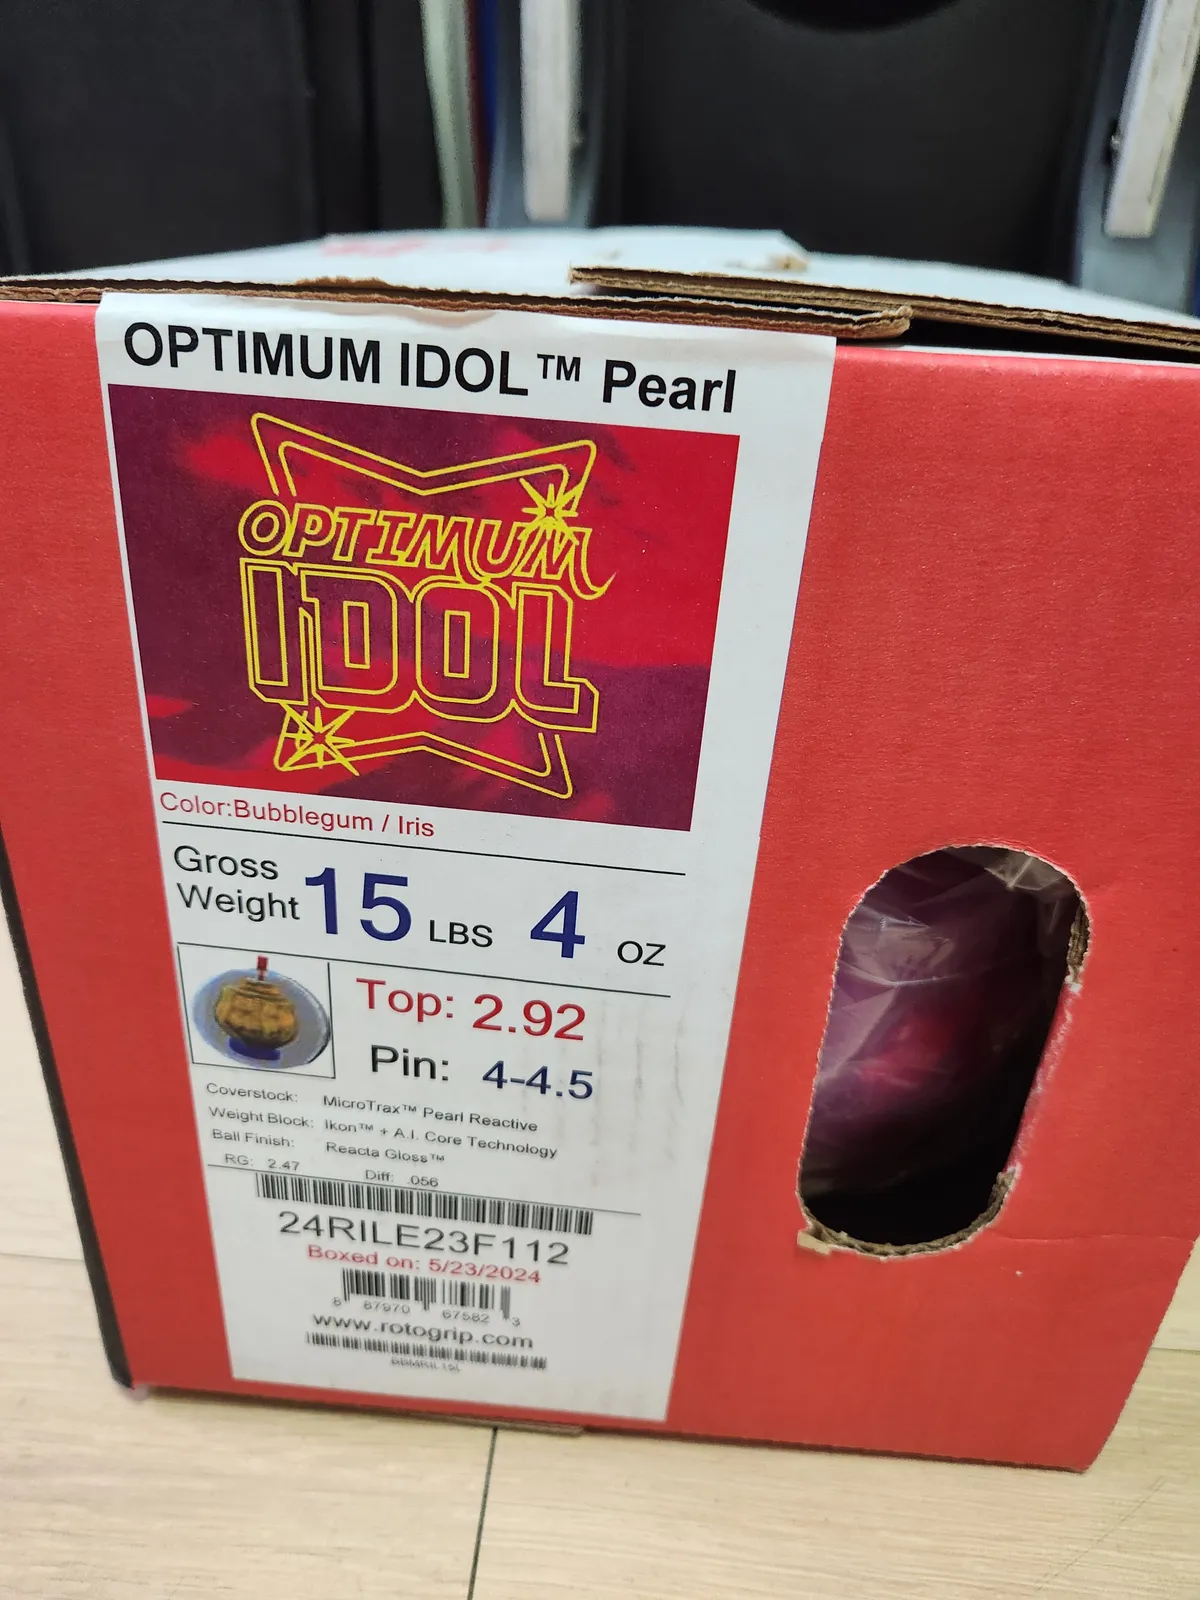 OPTIMUM IDOL™ Pearl
OPTIMUM
IDOL
Color:Bubblegum / Iris
Gross Weight 15 LBS 4 OZ
Top: 2.92
Pin: 4-4.5
Coverstock: MicroTrax™ Pearl Reactive
Weight Block: Ikon™ + A.I. Core Technology
Ball Finish: Reacta Gloss™
RG: 2.47 Diff: .056
24RILE23F112
Boxed on: 5/23/2024
8 87970 67582 3
www.rotogrip.com